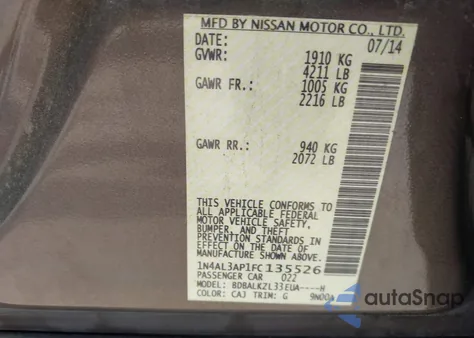 MFD BY NISSAN MOTOR CO., LTD.
DATE: 07/14
GVWR: 1910 KG
4211 LB
GAWR FR.: 1005 KG
2216 LB
GAWR RR.: 940 KG
2072 LB
THIS VEHICLE CONFORMS TO
ALL APPLICABLE FEDERAL
MOTOR VEHICLE SAFETY,
BUMPER, AND THEFT
PREVENTION STANDARDS IN
EFFECT ON THE DATE OF
MANUFACTURE SHOWN ABOVE.
1N4AL3AP1FC135526
PASSENGER CAR 022
MODEL: BDBALKZL33EUA----H
COLOR: CAJ TRIM: G 9N00A
autoSnap